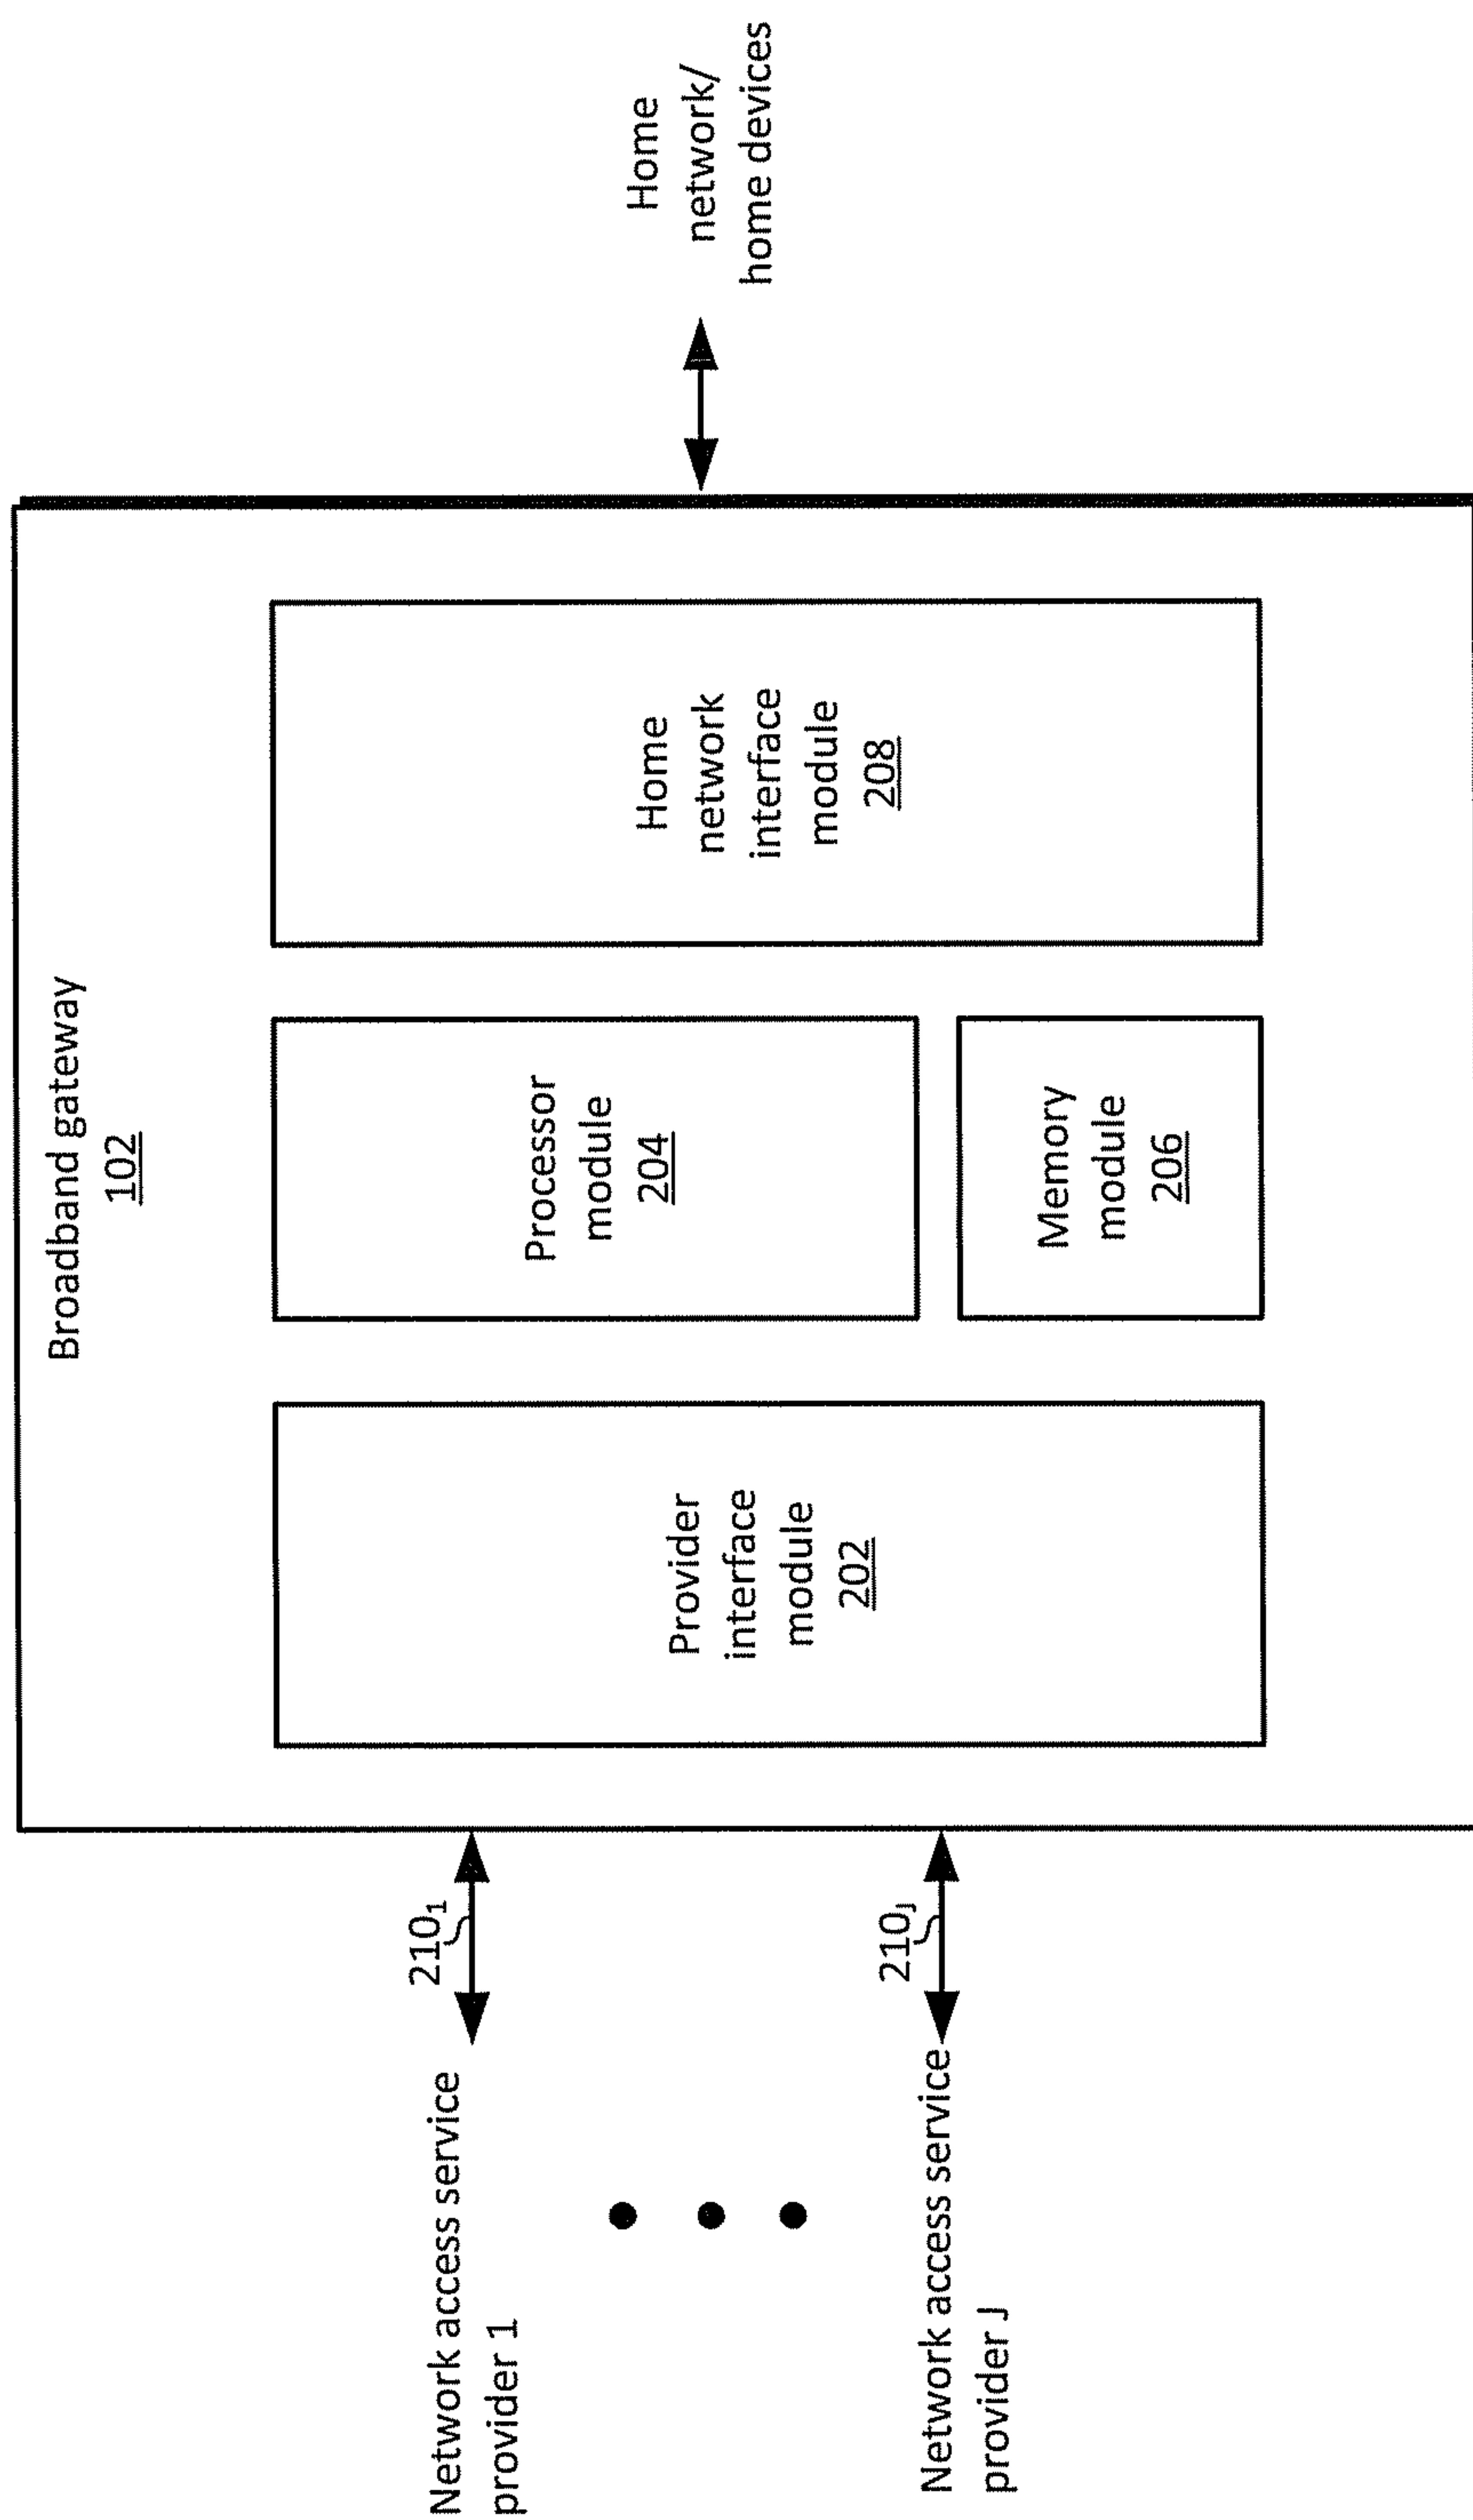 Broadband gateway
102
Network access service
provider 1
210₁
Network access service
provider J
210J
Provider
interface
module
202
Processor
module
204
Memory
module
206
Home
network
interface
module
208
Home
network/
home devices